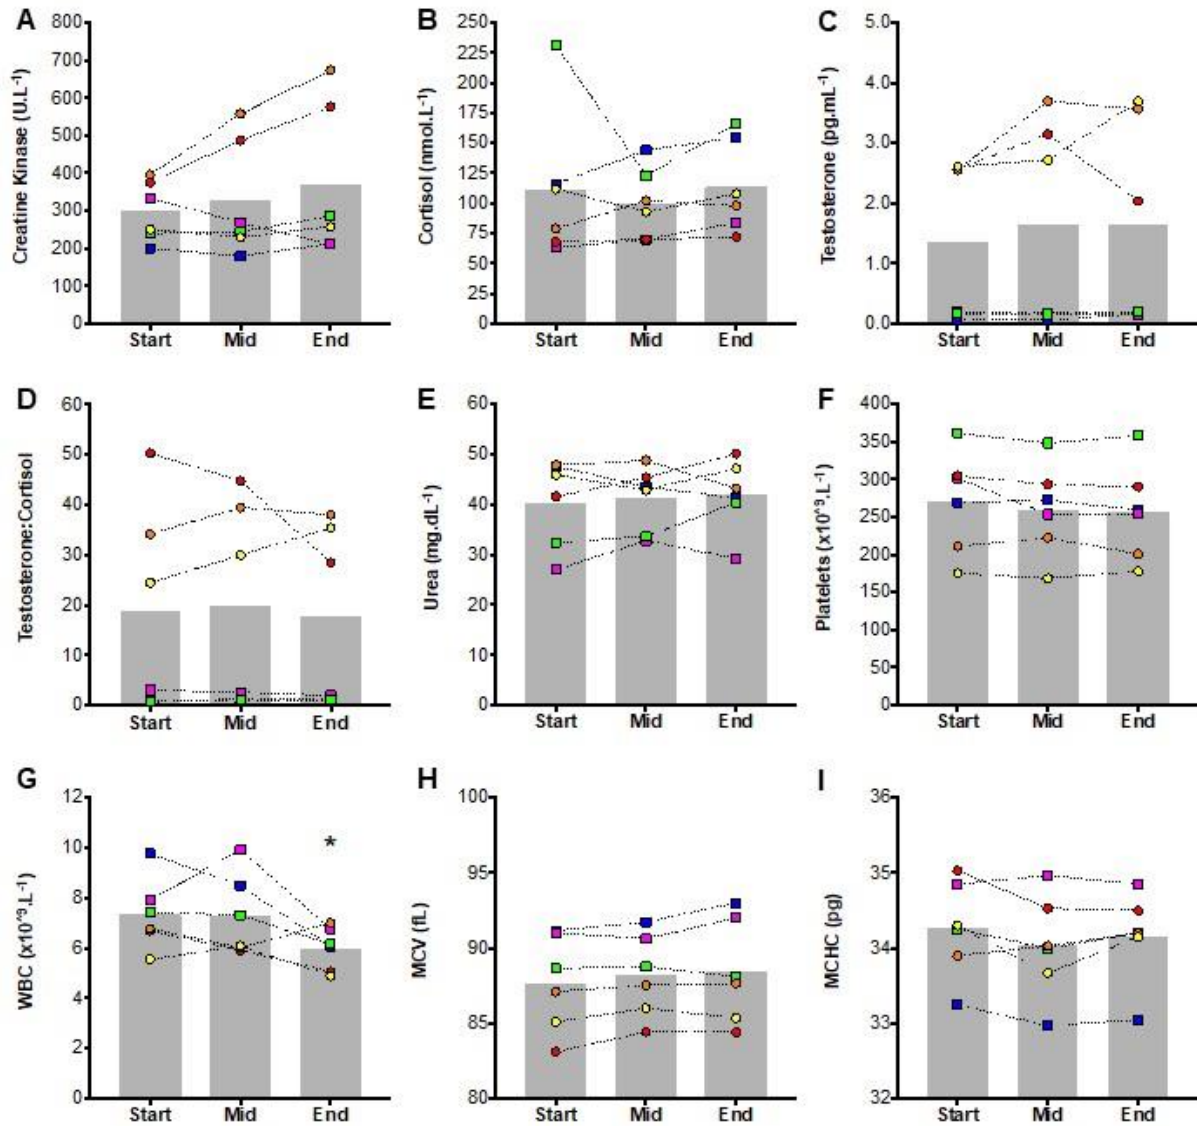 A
Creatine Kinase (U.L-1)
800
700
600
500
400
300
200
100
0
Start Mid End
B
Cortisol (nmol.L-1)
250
225
200
175
150
125
100
75
50
25
0
Start Mid End
C
Testosterone (pg.mL-1)
5.0
4.0
3.0
2.0
1.0
0.0
Start Mid End
D
Testosterone:Cortisol
60
50
40
30
20
10
0
Start Mid End
E
Urea (mg.dL-1)
60
50
40
30
20
10
0
Start Mid End
F
Platelets (x10^9.L-1)
400
350
300
250
200
150
100
50
0
Start Mid End
G
WBC (x10^9.L-1)
12
10
8
6
4
2
0
*
Start Mid End
H
MCV (fL)
100
95
90
85
80
Start Mid End
I
MCHC (pg)
36
35
34
33
32
Start Mid End